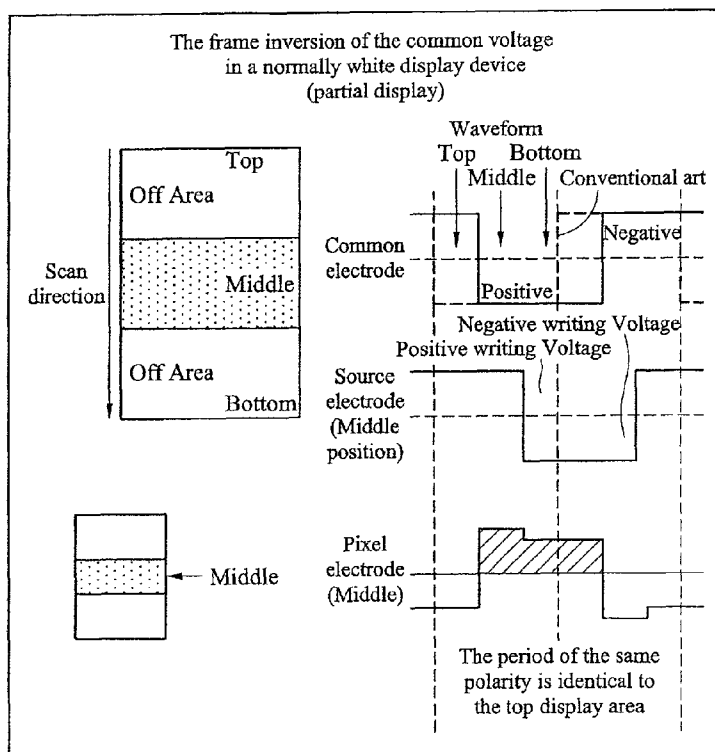 The frame inversion of the common voltage
in a normally white display device
(partial display)
Top
Off Area
Scan
direction
Middle
Off Area
Bottom
Middle
Waveform
Top
Bottom
Middle
Conventional art
Common
electrode
Negative
Positive
Negative writing Voltage
Positive writing Voltage
Source
electrode
(Middle
position)
Pixel
electrode
(Middle)
The period of the same
polarity is identical to
the top display area